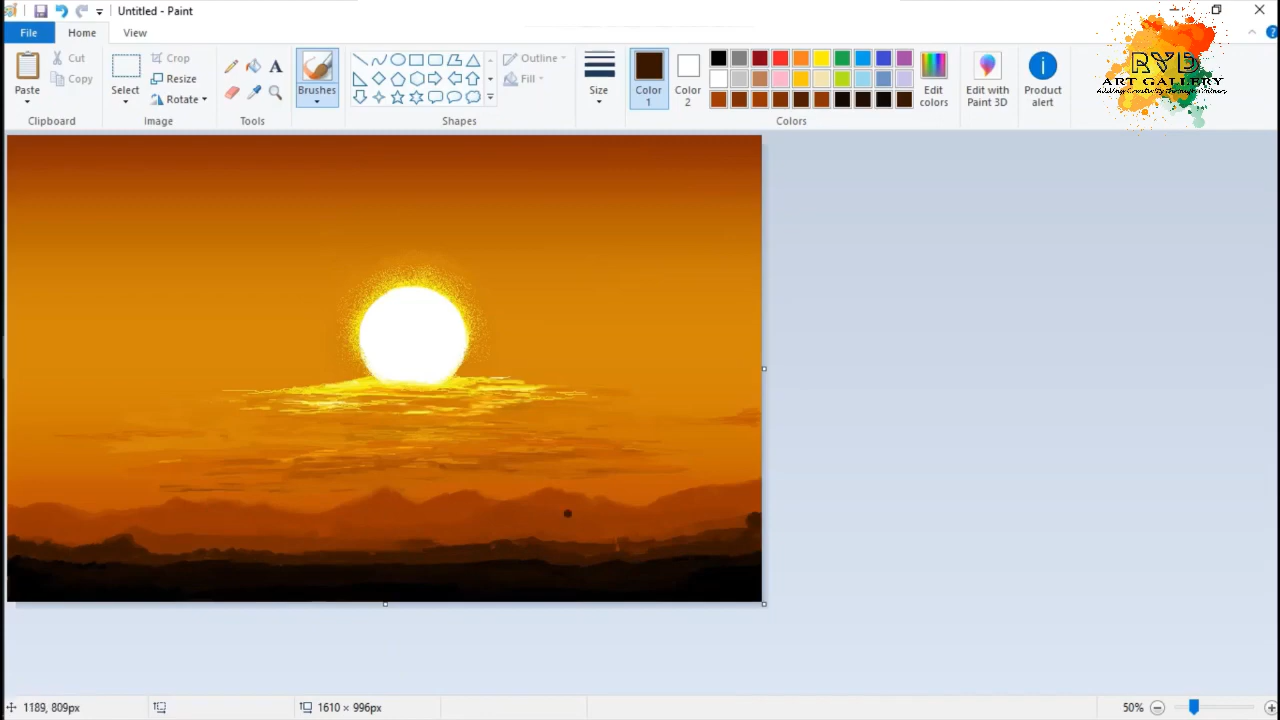 Untitled - Paint
File Home View
Paste
Cut
Copy
Clipboard
Select
Crop
Resize
Rotate
Image
Tools
Brushes
Shapes
Outline
Fill
Size
Color 1
Color 2
Edit colors
Colors
Edit with Paint 3D
Product alert
RVD
ART GALLERY
1189, 809px
1610 × 996px
50%